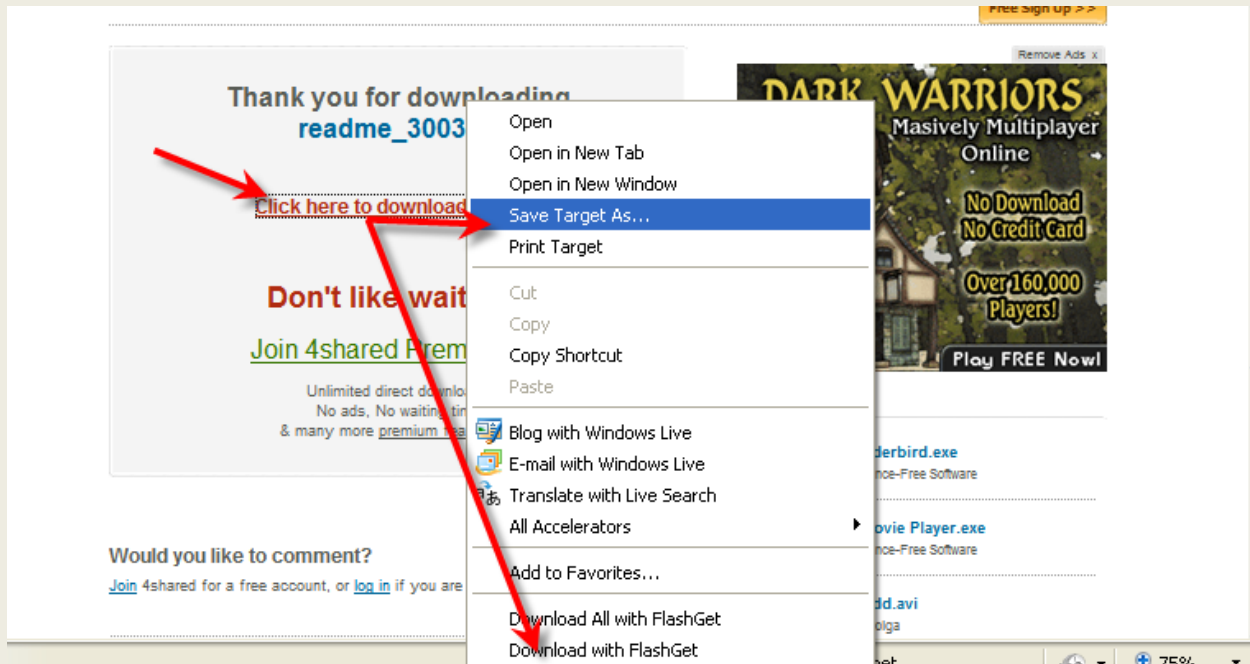 Free Sign Up >>
Remove Ads x
Thank you for downloading
readme_3003
Click here to download
Don't like wait
Join 4shared Prem
Unlimited direct downlo
No ads, No waiting tim
& many more premium fea
Would you like to comment?
Join 4shared for a free account, or log in if you are
Open
Open in New Tab
Open in New Window
Save Target As...
Print Target
Cut
Copy
Copy Shortcut
Paste
Blog with Windows Live
E-mail with Windows Live
Translate with Live Search
All Accelerators
Add to Favorites...
Download All with FlashGet
Download with FlashGet
DARK WARRIORS
Masively Multiplayer
Online
No Download
No Credit Card
Over 160,000
Players!
Play FREE Now!
derbird.exe
nce-Free Software
ovie Player.exe
nce-Free Software
dd.avi
olga
75%